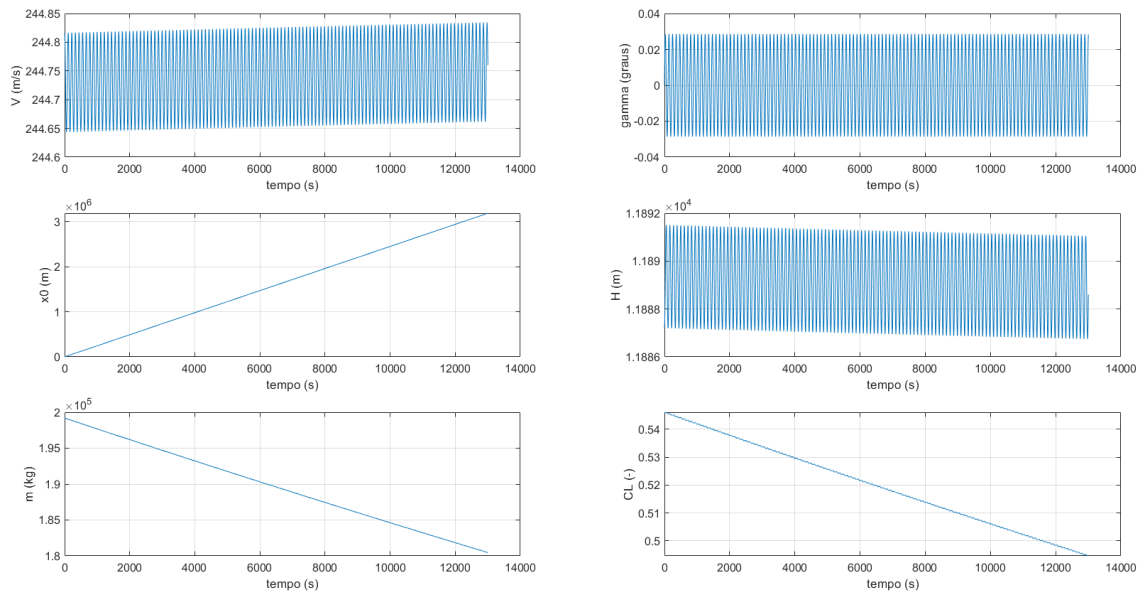 244.85
244.8
244.75
244.7
244.65
244.6
V (m/s)
0 2000 4000 6000 8000 10000 12000 14000
tempo (s)
0.04
0.02
0
-0.02
-0.04
gamma (graus)
0 2000 4000 6000 8000 10000 12000 14000
tempo (s)
×10⁶
3
2
1
0
x0 (m)
0 2000 4000 6000 8000 10000 12000 14000
tempo (s)
×10⁴
1.1892
1.189
1.1888
1.1886
H (m)
0 2000 4000 6000 8000 10000 12000 14000
tempo (s)
×10⁵
2
1.95
1.9
1.85
1.8
m (kg)
0 2000 4000 6000 8000 10000 12000 14000
tempo (s)
0.54
0.53
0.52
0.51
0.5
CL (-)
0 2000 4000 6000 8000 10000 12000 14000
tempo (s)